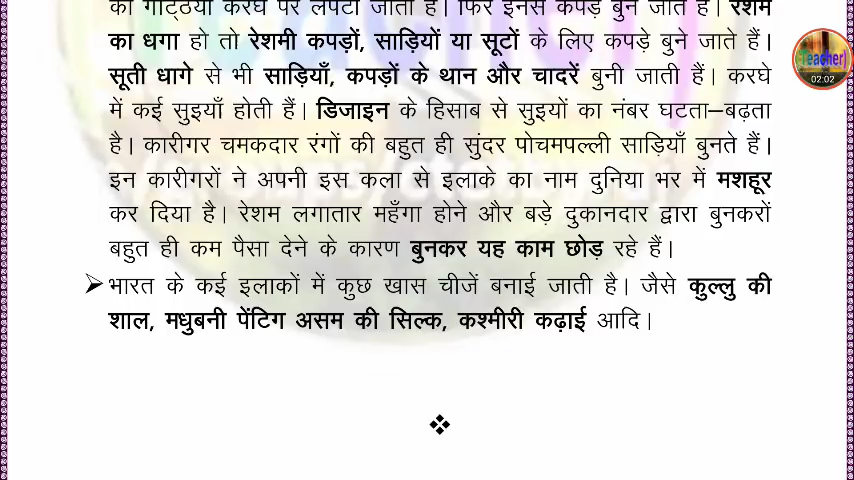 की गाट्ठयों करघे पर लपेटी जाती हैं। फिर इनसे कपड़े बुने जाते हैं। रेशम
का धगा हो तो रेशमी कपड़ों, साड़ियों या सूटों के लिए कपड़े बुने जाते हैं।
सूती धागे से भी साड़ियाँ, कपड़ों के थान और चादरें बुनी जाती हैं। करघे
में कई सुइयाँ होती हैं। डिजाइन के हिसाब से सुइयों का नंबर घटता–बढ़ता
है। कारीगर चमकदार रंगों की बहुत ही सुंदर पोचमपल्ली साड़ियाँ बुनते हैं।
इन कारीगरों ने अपनी इस कला से इलाके का नाम दुनिया भर में मशहूर
कर दिया है। रेशम लगातार महँगा होने और बड़े दुकानदार द्वारा बुनकरों
बहुत ही कम पैसा देने के कारण बुनकर यह काम छोड़ रहे हैं।
भारत के कई इलाकों में कुछ खास चीजें बनाई जाती है। जैसे कुल्लु की
शाल, मधुबनी पेंटिग असम की सिल्क, कश्मीरी कढ़ाई आदि।
Teacher
02:02